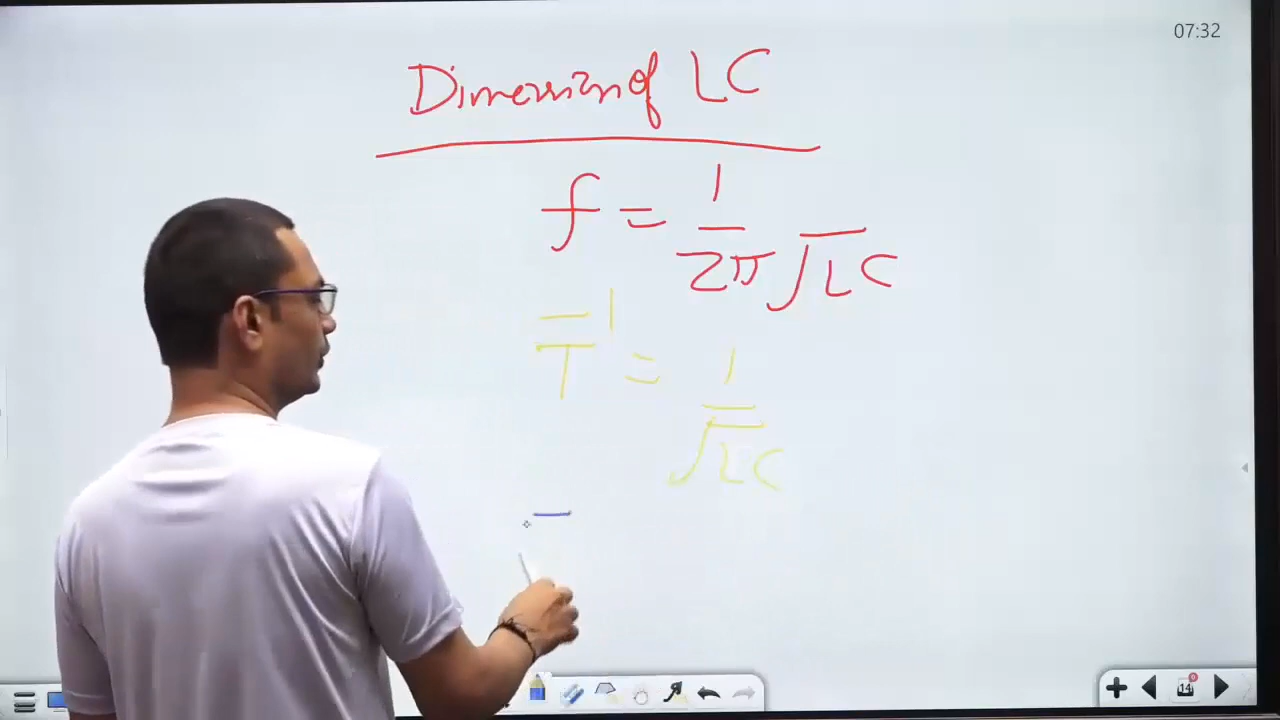 07:32
Dimension of LC
f = 1 / 2π √LC
T⁻¹ = 1 / √LC
14